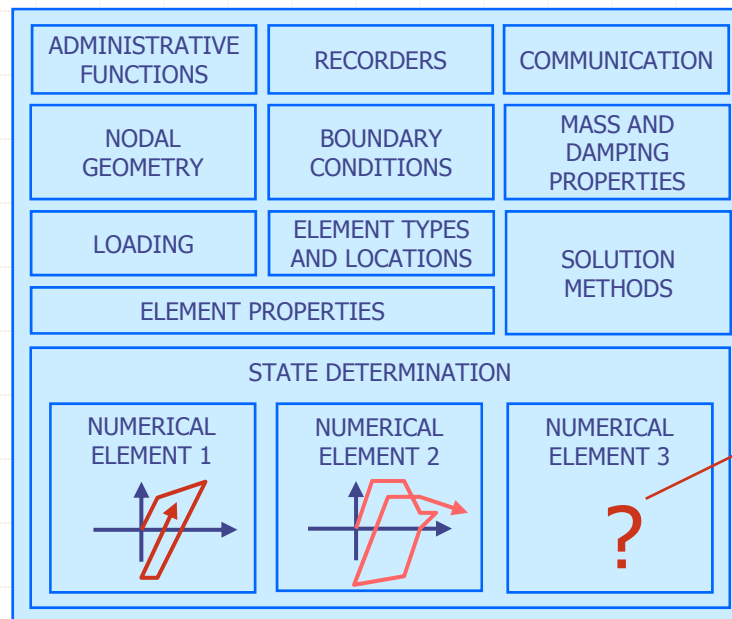 ADMINISTRATIVE
FUNCTIONS
RECORDERS
COMMUNICATION
NODAL
GEOMETRY
BOUNDARY
CONDITIONS
MASS AND
DAMPING
PROPERTIES
LOADING
ELEMENT TYPES
AND LOCATIONS
SOLUTION
METHODS
ELEMENT PROPERTIES
STATE DETERMINATION
NUMERICAL
ELEMENT 1
NUMERICAL
ELEMENT 2
NUMERICAL
ELEMENT 3
?